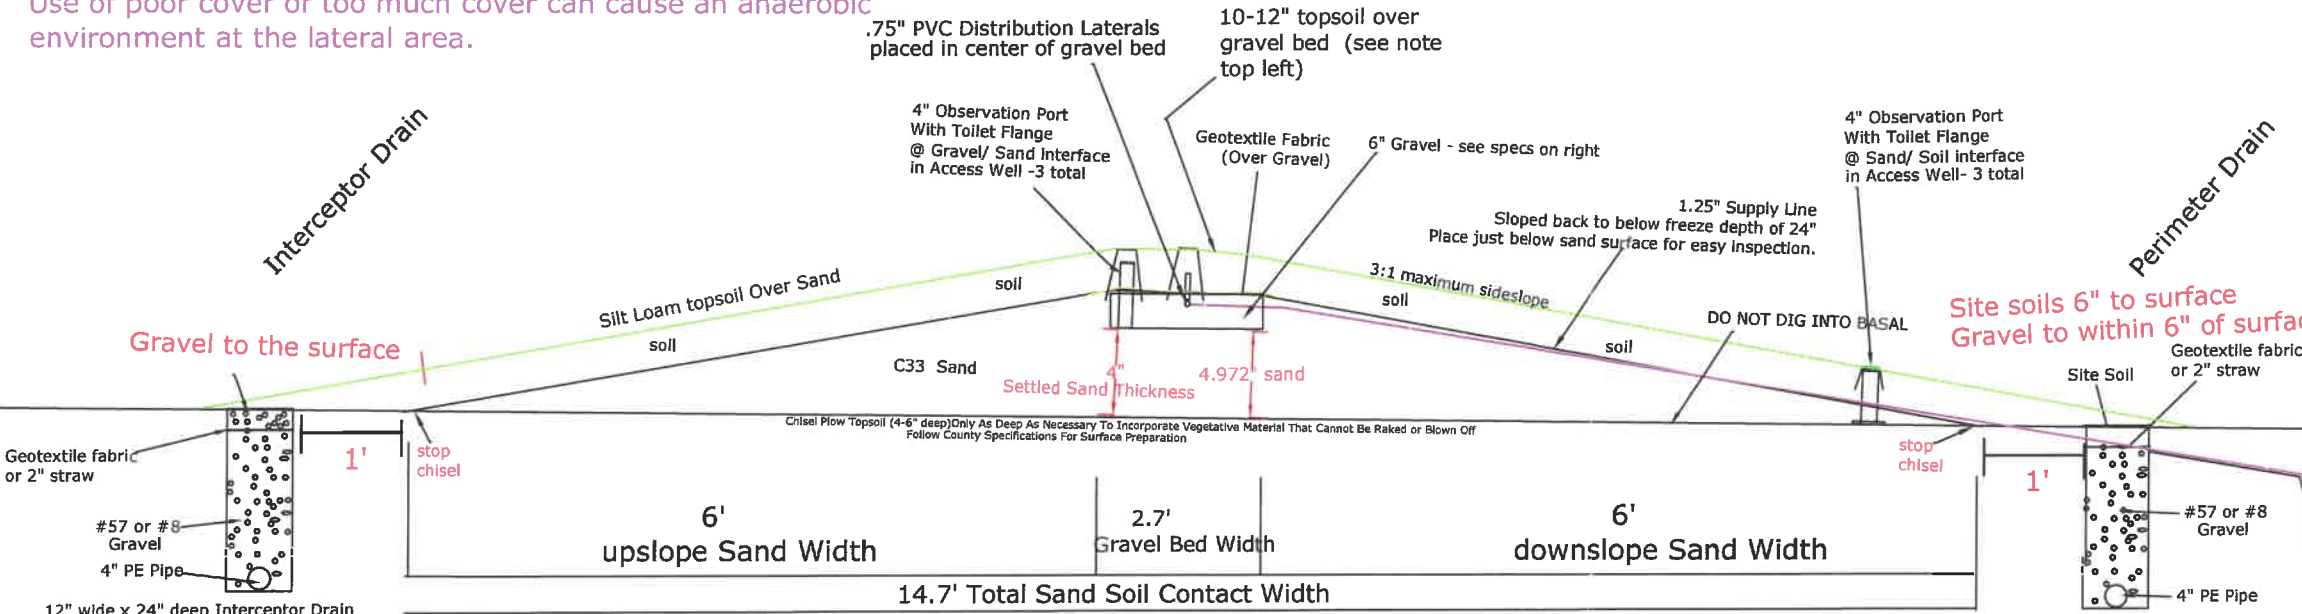 Use of poor cover or too much cover can cause an anaerobic
environment at the lateral area.
.75" PVC Distribution Laterals
placed in center of gravel bed
10-12" topsoil over
gravel bed (see note
top left)
4" Observation Port
With Toilet Flange
@ Gravel/ Sand Interface
in Access Well -3 total
Geotextile Fabric
(Over Gravel)
6" Gravel - see specs on right
4" Observation Port
With Toilet Flange
@ Sand/ Soil interface
in Access Well- 3 total
Interceptor Drain
Perimeter Drain
1.25" Supply Line
Sloped back to below freeze depth of 24"
Place just below sand surface for easy inspection.
Silt Loam topsoil Over Sand
soil
3:1 maximum sideslope
soil
Gravel to the surface
soil
soil
DO NOT DIG INTO BASAL
Site soils 6" to surface
Gravel to within 6" of surfac
Geotextile fabric
or 2" straw
Site Soil
C33 Sand
4"
Settled Sand Thickness
4.972" sand
Chisel Plow Topsoil (4-6" deep)Only As Deep As Necessary To Incorporate Vegetative Material That Cannot Be Raked or Blown Off
Follow County Specifications For Surface Preparation
Geotextile fabric
or 2" straw
1'
stop
chisel
stop
chisel
1'
#57 or #8
Gravel
4" PE Pipe
6'
upslope Sand Width
2.7'
Gravel Bed Width
6'
downslope Sand Width
#57 or #8
Gravel
4" PE Pipe
14.7' Total Sand Soil Contact Width
12" wide x 24" deep Interceptor Drain